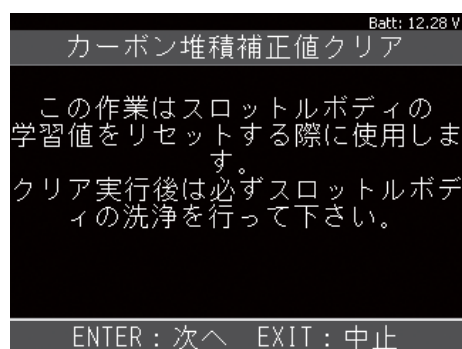 Batt: 12.28 V
カーボン堆積補正値クリア
この作業はスロットルボディの
学習値をリセットする際に使用しま
す。
クリア実行後は必ずスロットルボデ
ィの洗浄を行って下さい。
ENTER：次へ EXIT：中止